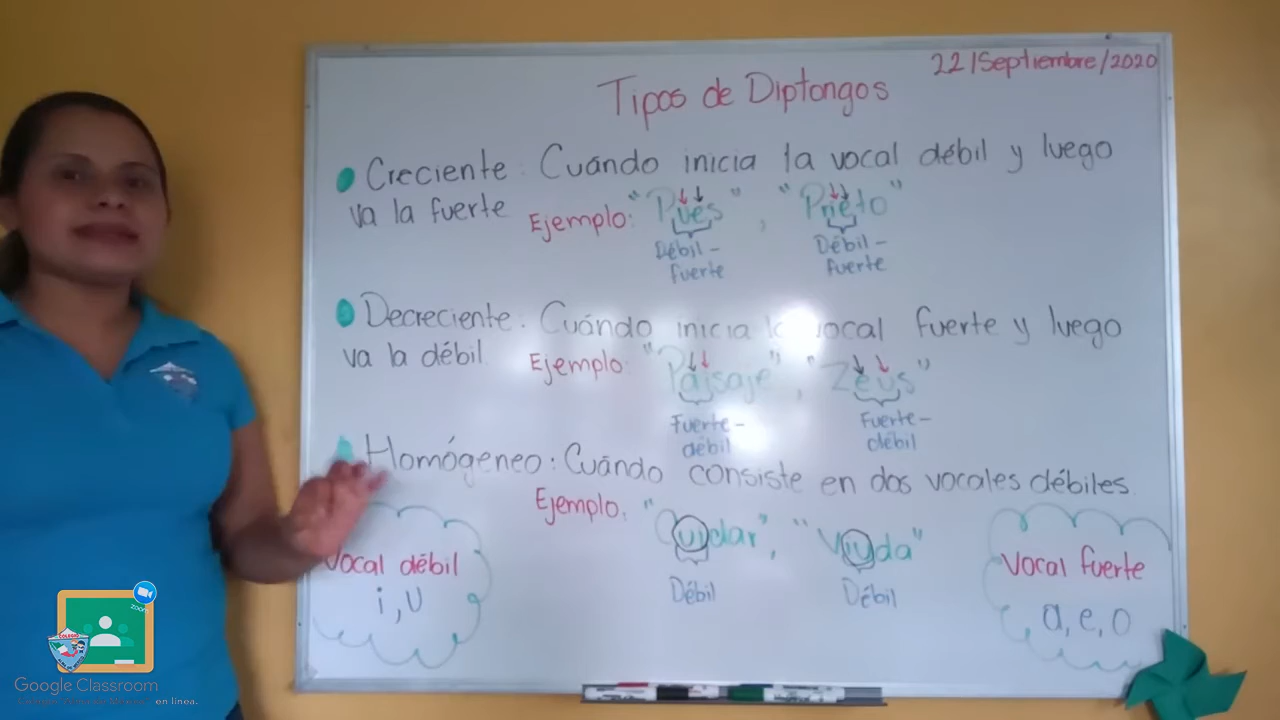 22/Septiembre/2020
Tipos de Diptongos
Creciente: Cuándo inicia la vocal débil y luego
va la fuerte Ejemplo: "Pues", "Prieto"
Débil - Débil -
fuerte fuerte
Decreciente: Cuándo inicia la vocal fuerte y luego
va la débil Ejemplo: "Paisaje", "Zeus"
Fuerte - Fuerte -
débil débil
Homógeneo: Cuándo consiste en dos vocales débiles.
Ejemplo: "Cuidar", "Viuda"
Débil Débil
Vocal débil
i, u
Vocal fuerte
a, e, o
zoom
COLEGIO
Google Classroom
en línea.